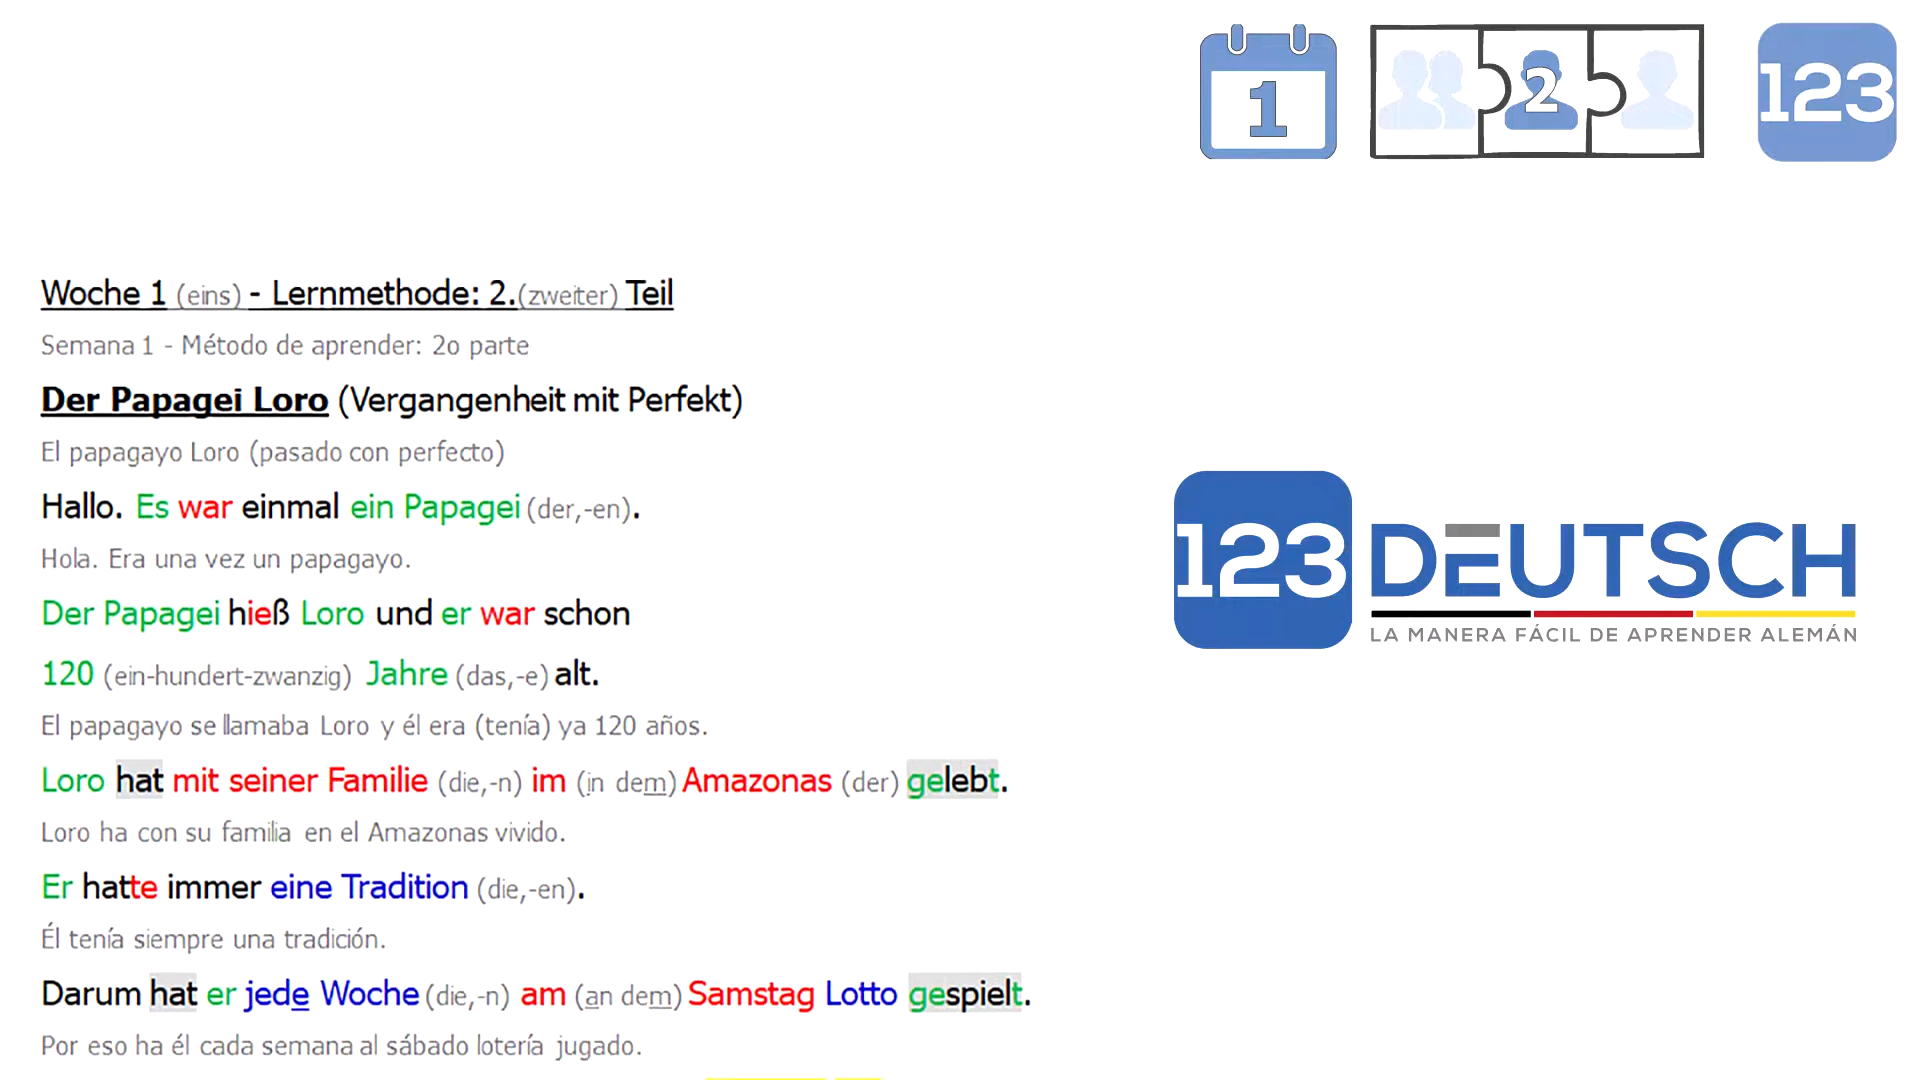 1
2
123
Woche 1 (eins) - Lernmethode: 2.(zweiter) Teil
Semana 1 - Método de aprender: 2o parte
Der Papagei Loro (Vergangenheit mit Perfekt)
El papagayo Loro (pasado con perfecto)
Hallo. Es war einmal ein Papagei (der,-en).
Hola. Era una vez un papagayo.
Der Papagei hieß Loro und er war schon
120 (ein-hundert-zwanzig) Jahre (das,-e) alt.
El papagayo se llamaba Loro y él era (tenía) ya 120 años.
Loro hat mit seiner Familie (die,-n) im (in dem) Amazonas (der) gelebt.
Loro ha con su familia en el Amazonas vivido.
Er hatte immer eine Tradition (die,-en).
Él tenía siempre una tradición.
Darum hat er jede Woche (die,-n) am (an dem) Samstag Lotto gespielt.
Por eso ha él cada semana al sábado lotería jugado.
123 DEUTSCH
LA MANERA FÁCIL DE APRENDER ALEMÁN